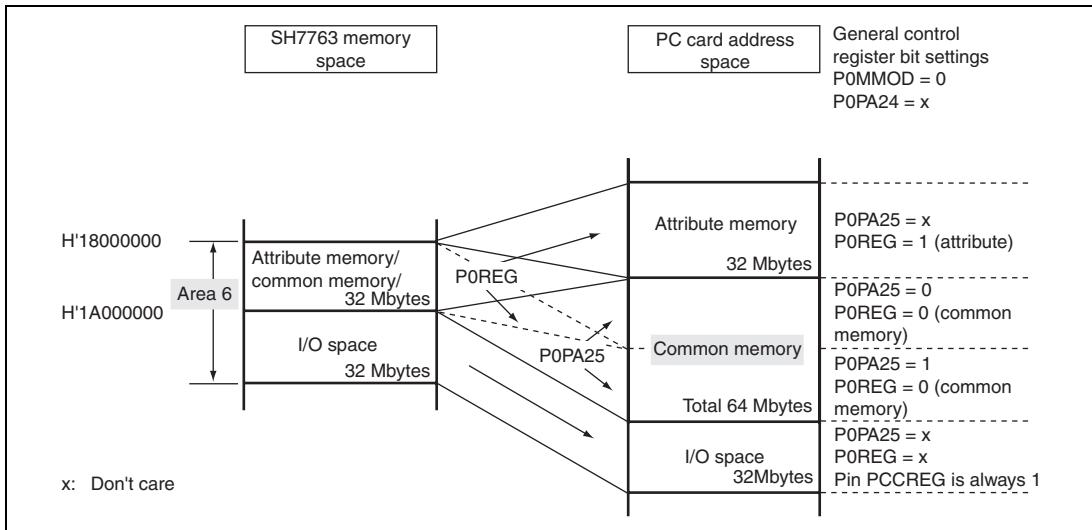 SH7763 memory
space
PC card address
space
General control
register bit settings
P0MMOD = 0
P0PA24 = x
H'18000000
Area 6
H'1A000000
Attribute memory/
common memory/
32 Mbytes
I/O space
32 Mbytes
P0REG
P0PA25
Attribute memory
32 Mbytes
Common memory
Total 64 Mbytes
I/O space
32Mbytes
P0PA25 = x
P0REG = 1 (attribute)
P0PA25 = 0
P0REG = 0 (common
memory)
P0PA25 = 1
P0REG = 0 (common
memory)
P0PA25 = x
P0REG = x
Pin PCCREG is always 1
x: Don't care